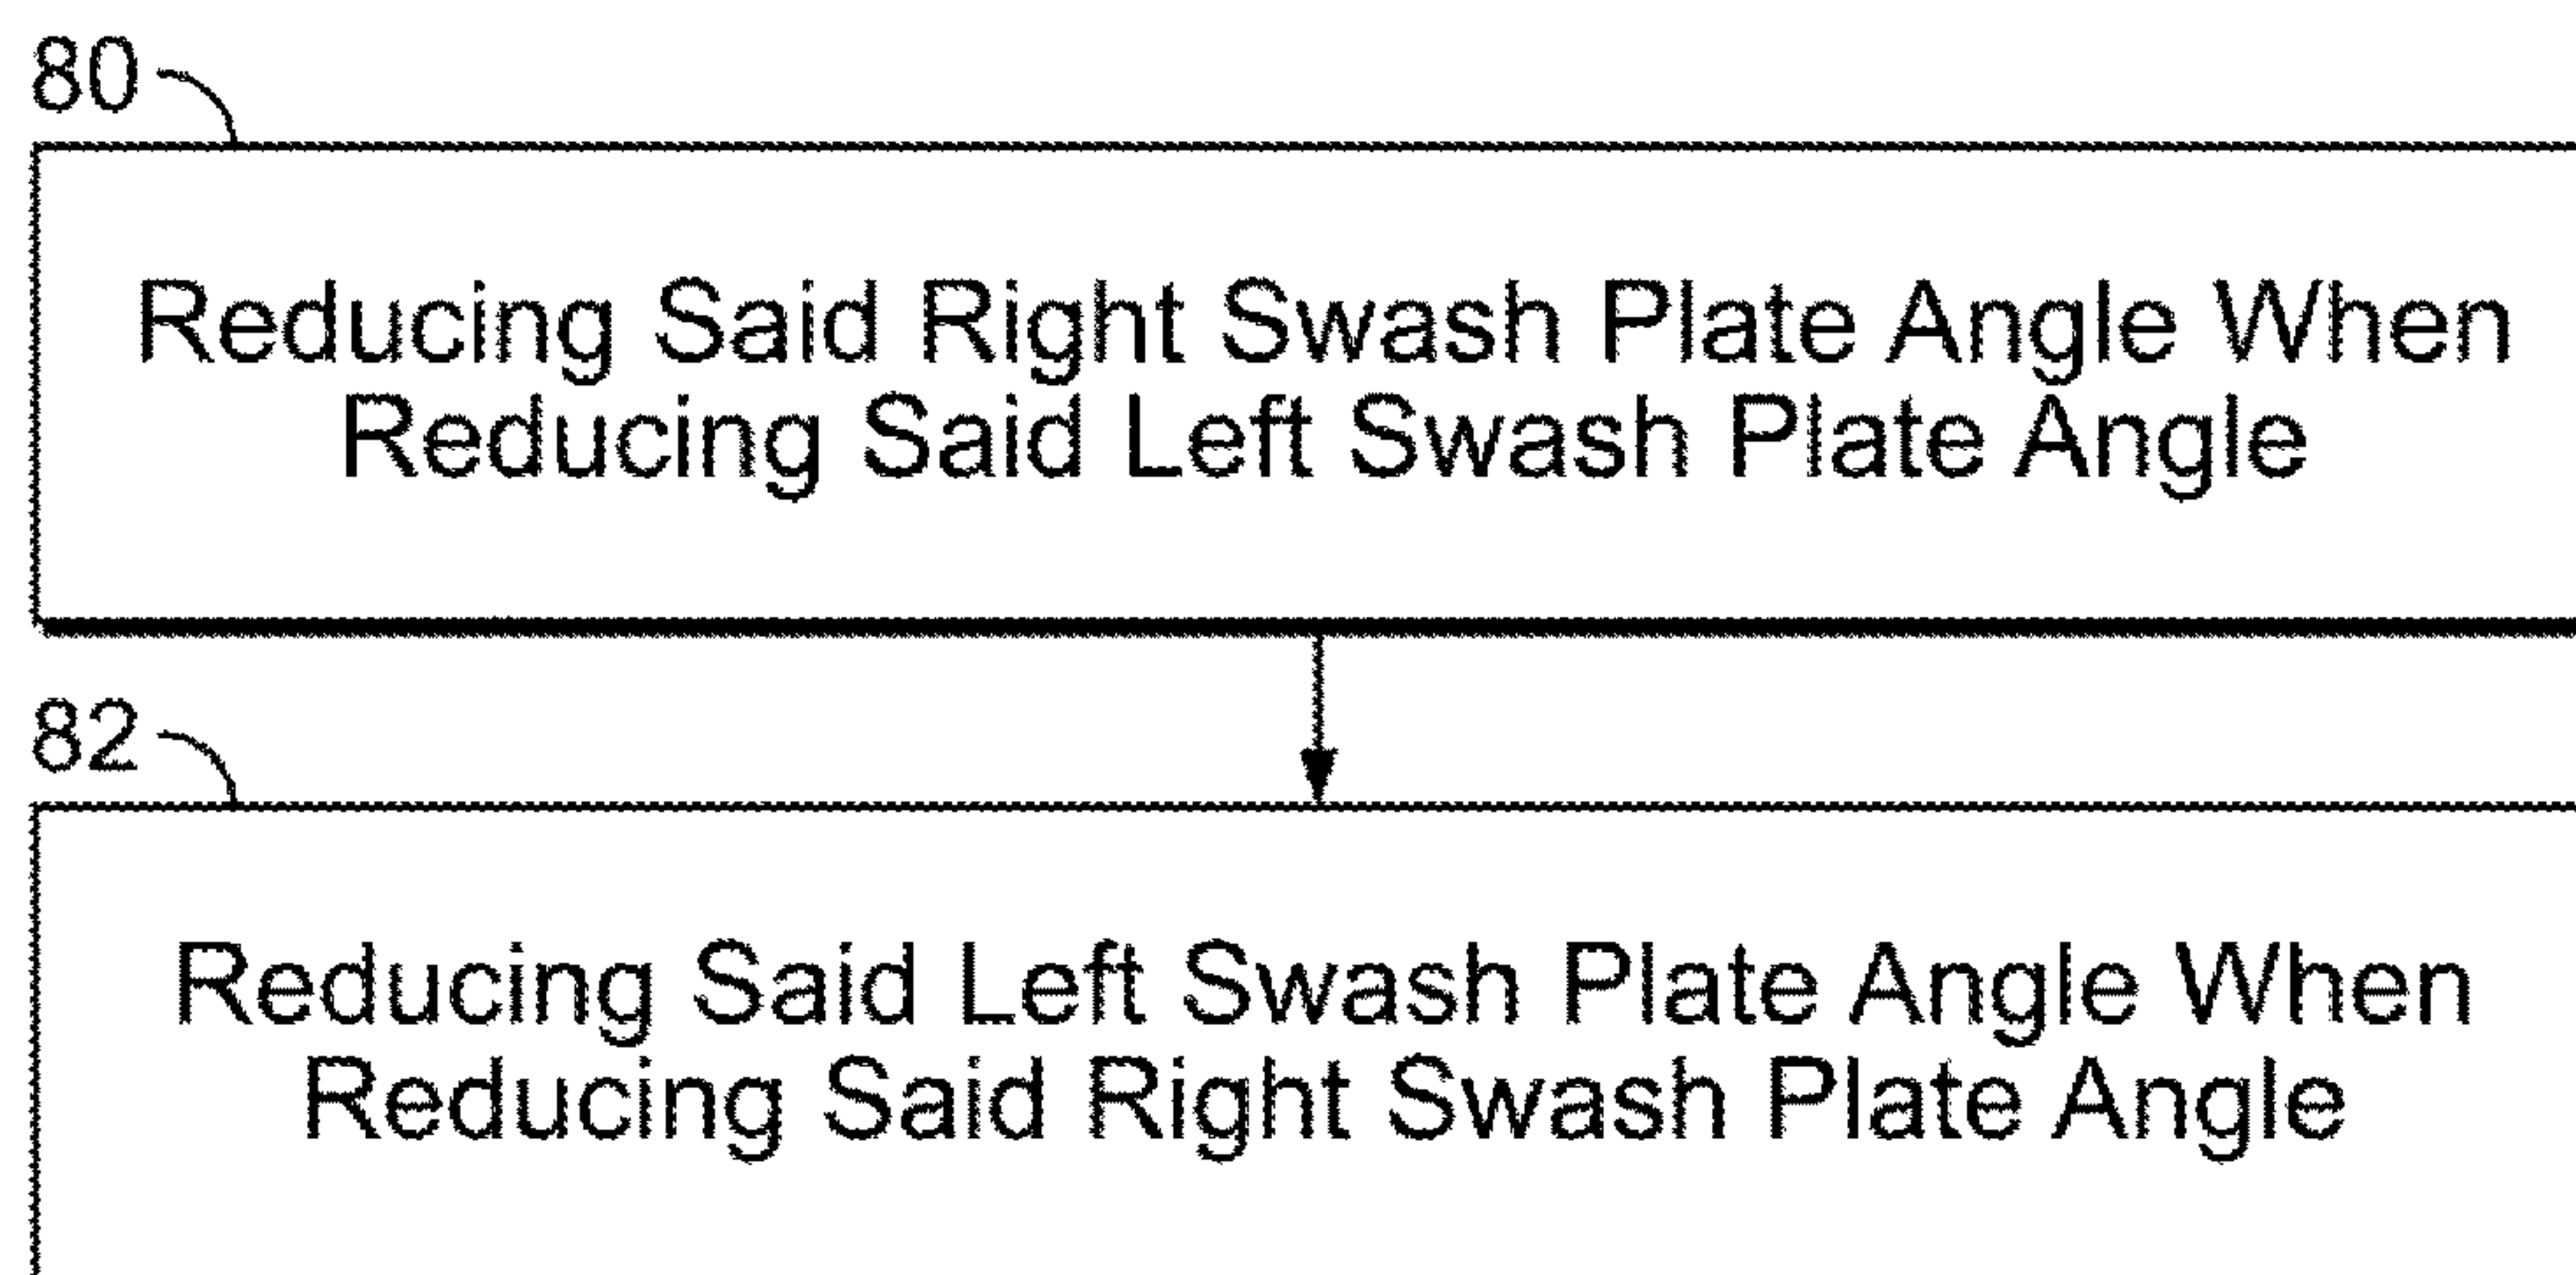 80
Reducing Said Right Swash Plate Angle When
Reducing Said Left Swash Plate Angle
82
Reducing Said Left Swash Plate Angle When
Reducing Said Right Swash Plate Angle